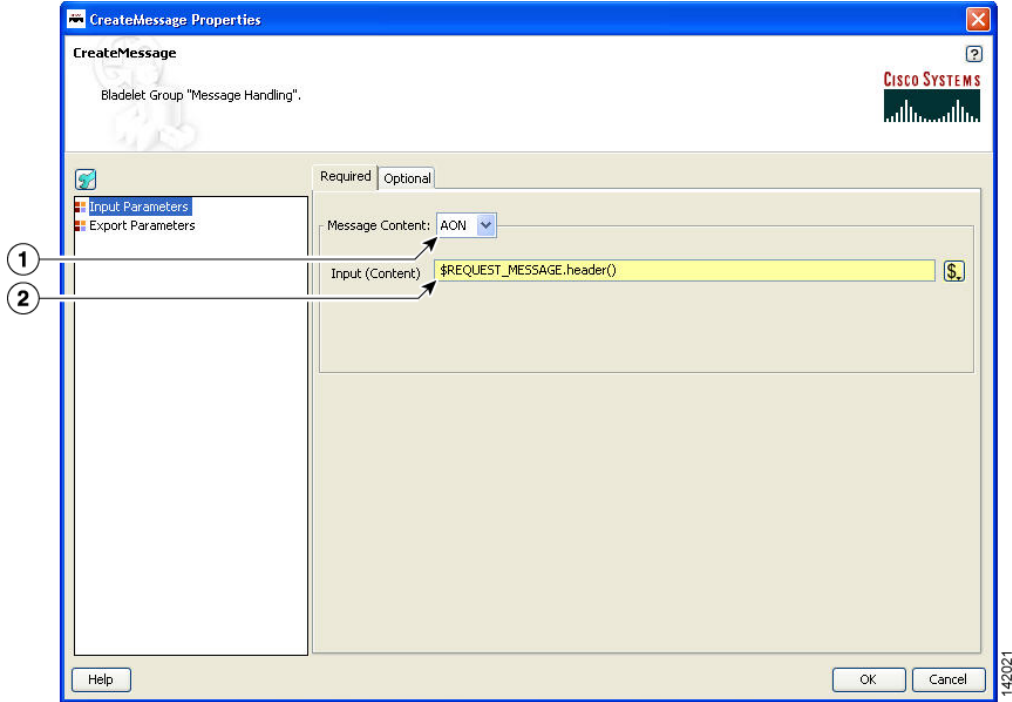 CreateMessage Properties
CreateMessage
?
CISCO SYSTEMS
Bladelet Group "Message Handling".
Required Optional
Input Parameters
Export Parameters
Message Content: AON
1
Input (Content) $REQUEST_MESSAGE.header() $
2
Help OK Cancel
142021